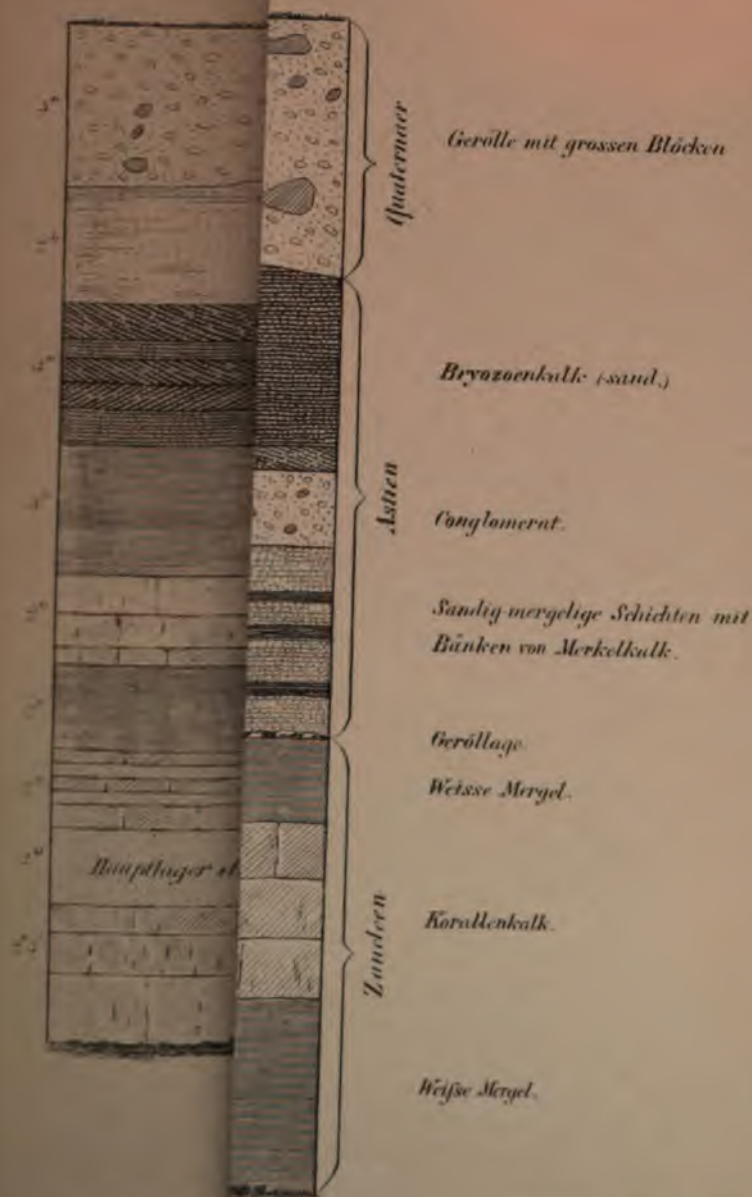 Quaternaer
Gerölle mit grossen Blöcken
Bryozoenkalk (-sand.)
Astien
Conglomerat.
Sandig-mergelige Schichten mit
Bänken von Merkelkalk.
Geröllage.
Weisse Mergel.
Hauptlager
Korallenkalk.
Zancleen
Weiſse Mergel.